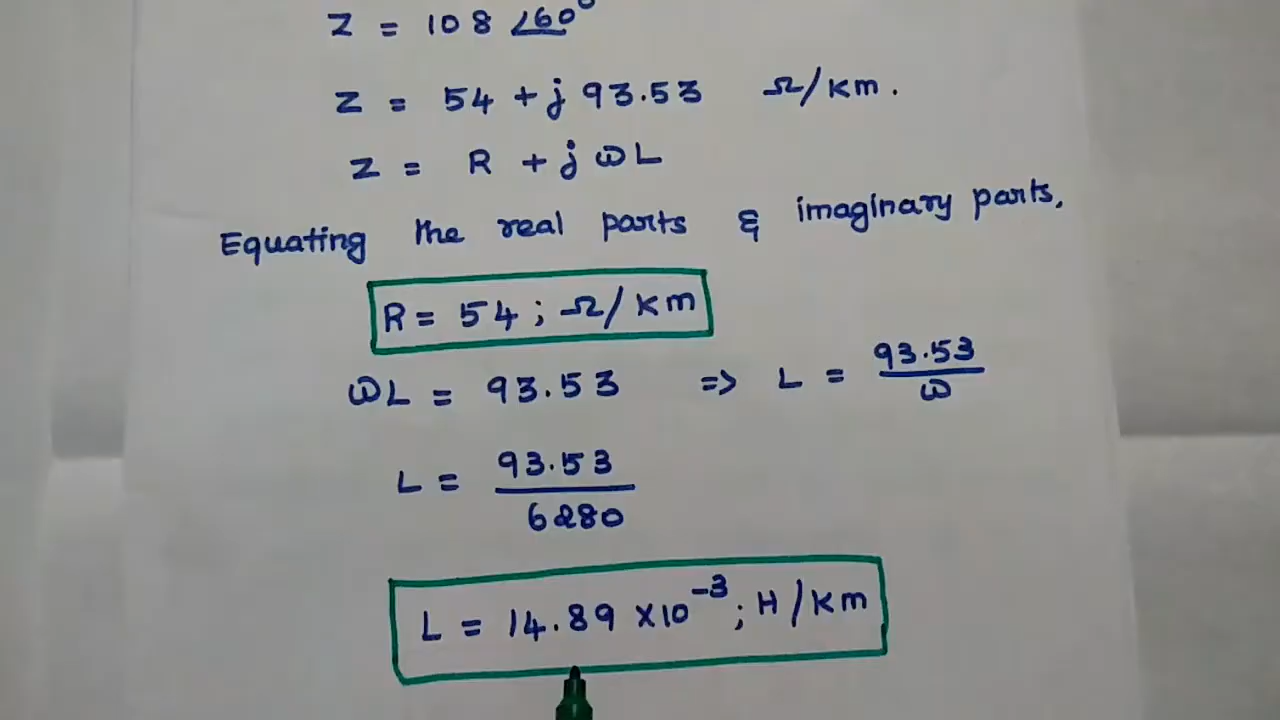 Z = 108 ∠60°
Z = 54 + j 93.53 Ω/km.
Z = R + j ω L
Equating the real parts & imaginary parts,
R = 54 ; Ω/km
ωL = 93.53 => L = 93.53/ω
L = 93.53/6280
L = 14.89 × 10⁻³ ; H/km